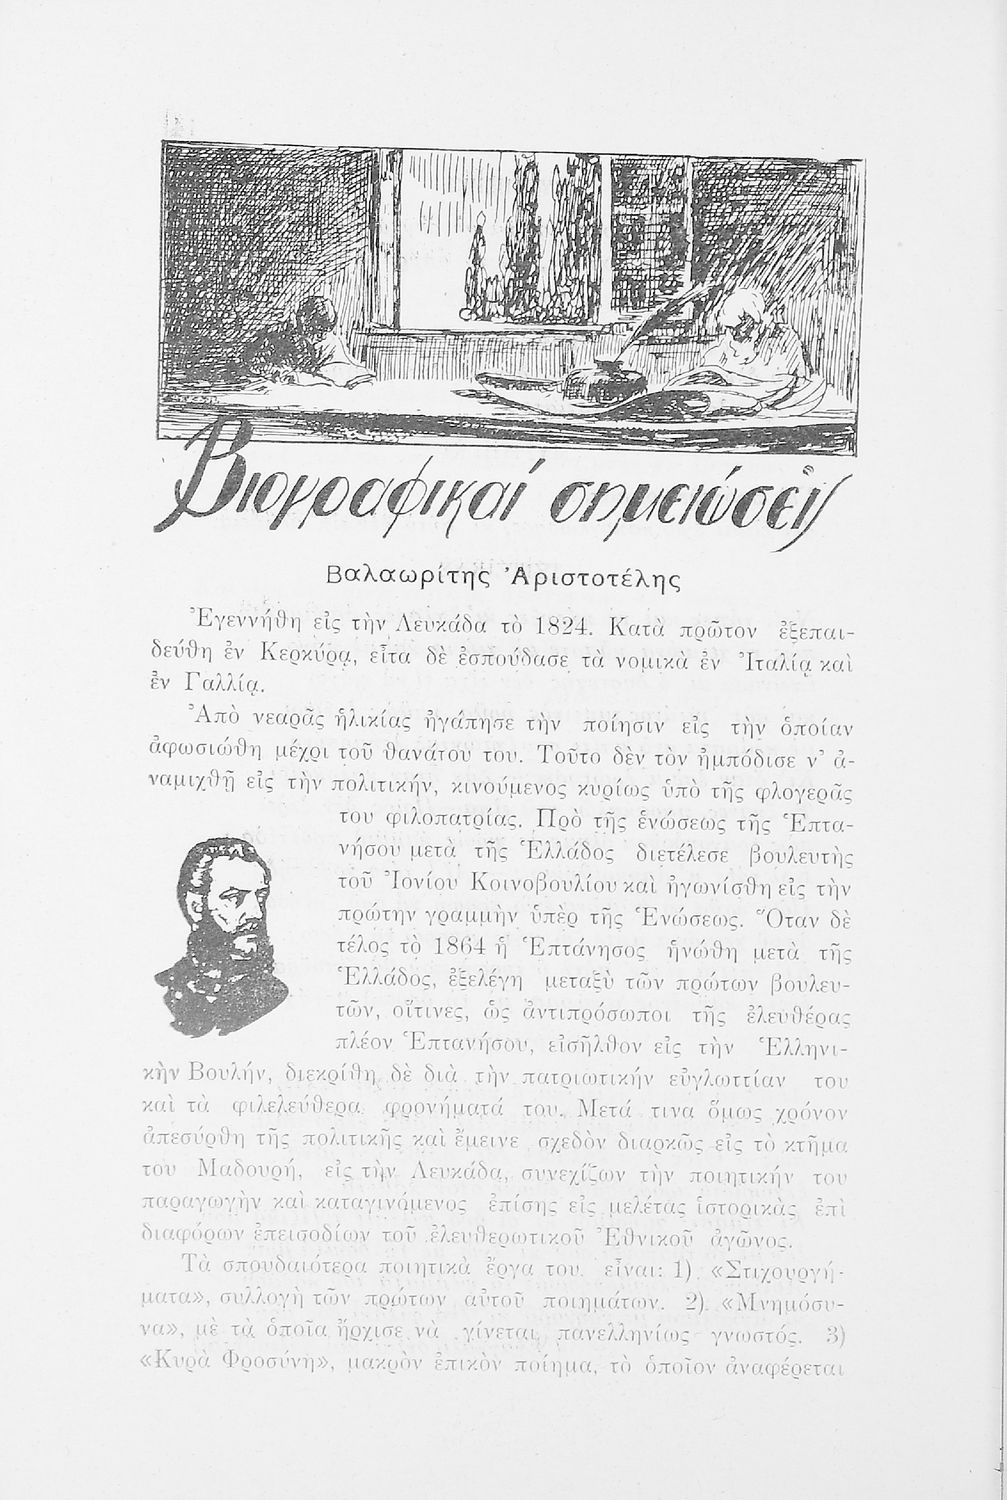 Βιογραφικαί σημειώσεις
Βαλαωρίτης Ἀριστοτέλης
Ἐγεννήθη εἰς τὴν Λευκάδα τὸ 1824. Κατὰ πρῶτον ἐξεπαι-
δεύθη ἐν Κερκύρᾳ, εἶτα δὲ ἐσπούδασε τὰ νομικὰ ἐν Ἰταλίᾳ καὶ
ἐν Γαλλίᾳ.
Ἀπὸ νεαρᾶς ἡλικίας ἠγάπησε τὴν ποίησιν εἰς τὴν ὁποίαν
ἀφωσιώθη μέχρι τοῦ θανάτου του. Τοῦτο δὲν τὸν ἠμπόδισε ν' ἀ-
ναμιχθῇ εἰς τὴν πολιτικήν, κινούμενος κυρίως ὑπὸ τῆς φλογερᾶς
του φιλοπατρίας. Πρὸ τῆς ἑνώσεως τῆς Ἑπτα-
νήσου μετὰ τῆς Ἑλλάδος διετέλεσε βουλευτὴς
τοῦ Ἰονίου Κοινοβουλίου καὶ ἠγωνίσθη εἰς τὴν
πρώτην γραμμὴν ὑπὲρ τῆς Ἑνώσεως. Ὅταν δὲ
τέλος τὸ 1864 ἡ Ἑπτάνησος ἡνώθη μετὰ τῆς
Ἑλλάδος, ἐξελέγη μεταξὺ τῶν πρώτων βουλευ-
τῶν, οἵτινες, ὡς ἀντιπρόσωποι τῆς ἐλευθέρας
πλέον Ἑπτανήσου, εἰσῆλθον εἰς τὴν Ἑλληνι-
κὴν Βουλήν, διεκρίθη δὲ διὰ τὴν πατριωτικήν εὐγλωττίαν του
καὶ τὰ φιλελεύθερα φρονήματά του. Μετά τινα ὅμως χρόνον
ἀπεσύρθη τῆς πολιτικῆς καὶ ἔμεινε σχεδὸν διαρκῶς εἰς τὸ κτῆμα
του Μαδουρή, εἰς τὴν Λευκάδα, συνεχίζων τὴν ποιητικήν του
παραγωγὴν καὶ καταγινόμενος ἐπίσης εἰς μελέτας ἱστορικὰς ἐπὶ
διαφόρων ἐπεισοδίων τοῦ ἐλευθερωτικοῦ Ἐθνικοῦ ἀγῶνος.
Τὰ σπουδαιότερα ποιητικὰ ἔργα του εἶναι: 1) «Στιχουργή-
ματα», συλλογὴ τῶν πρώτων αὐτοῦ ποιημάτων. 2) «Μνημόσυ-
να», μὲ τὰ ὁποῖα ἤρχισε νὰ γίνεται πανελληνίως γνωστός. 3)
«Κυρὰ Φροσύνη», μακρὸν ἐπικὸν ποίημα, τὸ ὁποῖον ἀναφέρεται